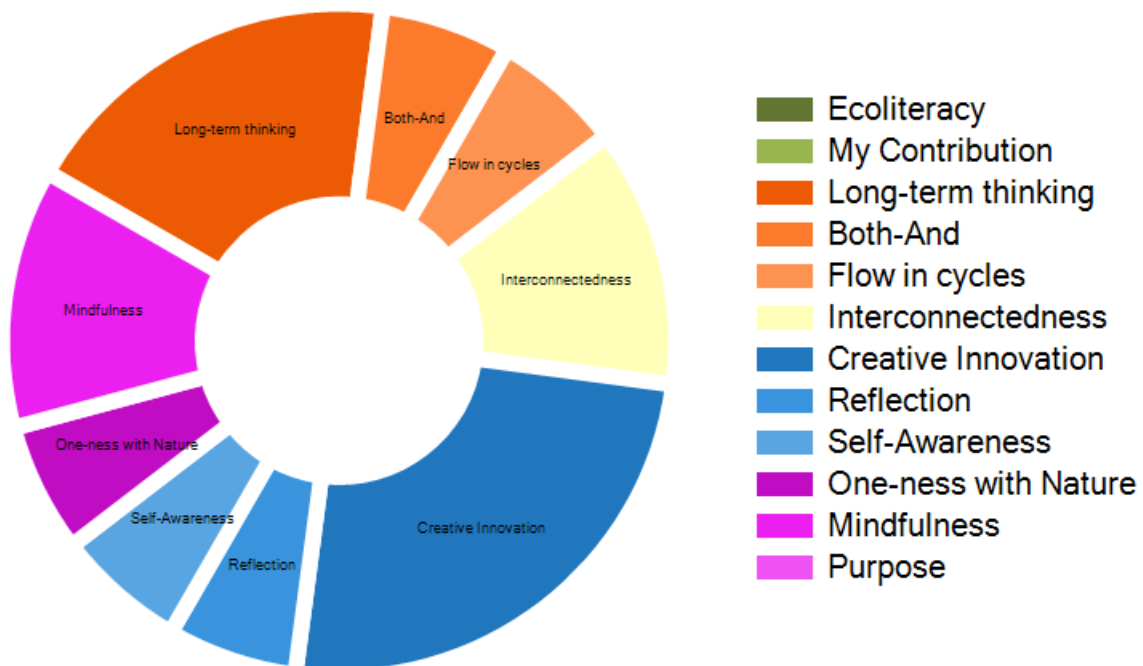 Long-term thinking
Both-And
Flow in cycles
Interconnectedness
Mindfulness
One-ness with Nature
Self-Awareness
Reflection
Creative Innovation
Ecoliteracy
My Contribution
Long-term thinking
Both-And
Flow in cycles
Interconnectedness
Creative Innovation
Reflection
Self-Awareness
One-ness with Nature
Mindfulness
Purpose